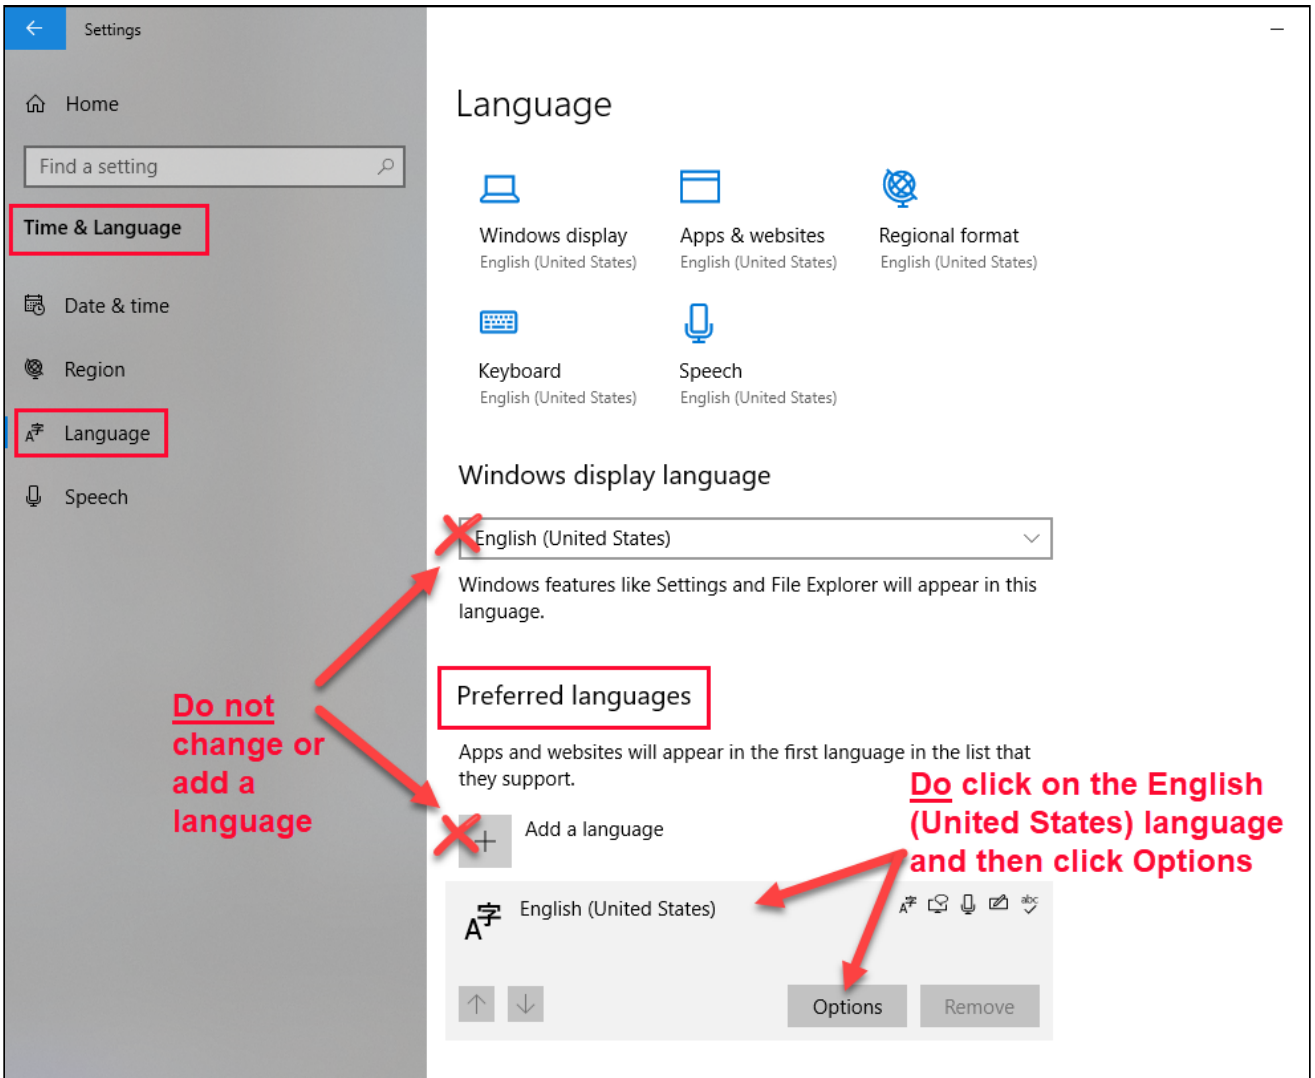 Settings
Home
Find a setting
Time & Language
Date & time
Region
Language
Speech
Language
Windows display
English (United States)
Apps & websites
English (United States)
Regional format
English (United States)
Keyboard
English (United States)
Speech
English (United States)
Windows display language
English (United States)
Windows features like Settings and File Explorer will appear in this
language.
Do not
change or
add a
language
Preferred languages
Apps and websites will appear in the first language in the list that
they support.
Add a language
Do click on the English
(United States) language
and then click Options
A字
English (United States)
A字
abc
Options
Remove